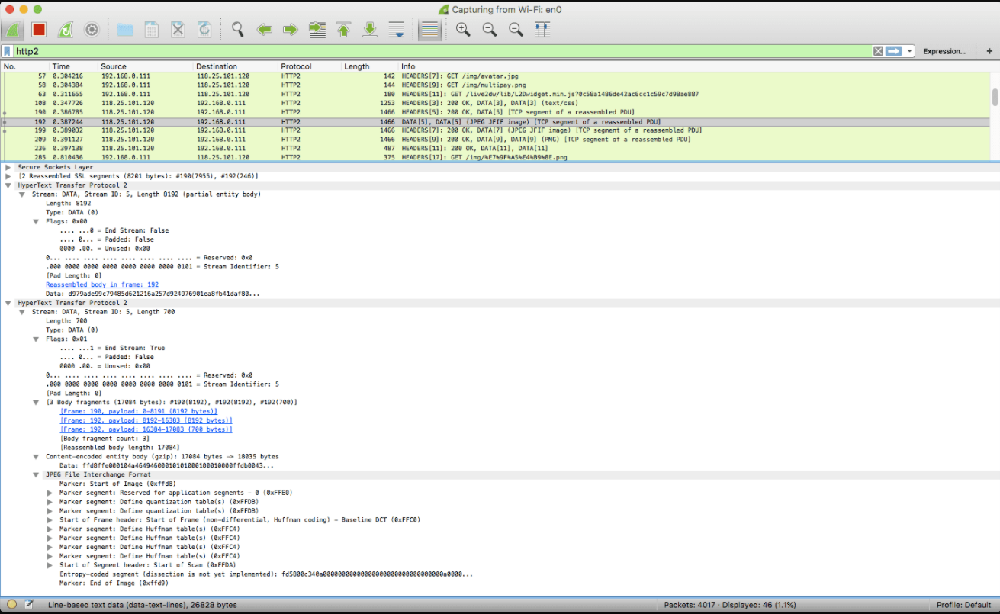 Capturing from Wi-Fi: en0
http2
Expression...
+
No. Time Source Destination Protocol Length Info
57 0.304216 192.168.0.111 118.25.101.120 HTTP2 142 HEADERS[7]: GET /img/avatar.jpg
58 0.304384 192.168.0.111 118.25.101.120 HTTP2 144 HEADERS[9]: GET /img/multipay.png
63 0.311655 192.168.0.111 118.25.101.120 HTTP2 180 HEADERS[11]: GET /live2dw/lib/L2Dwidget.min.js?0c58a1486de42ac6cc1c59c7d98ae887
108 0.347726 118.25.101.120 192.168.0.111 HTTP2 1253 HEADERS[3]: 200 OK, DATA[3], DATA[3] (text/css)
190 0.386785 118.25.101.120 192.168.0.111 HTTP2 1466 HEADERS[5]: 200 OK, DATA[5] [TCP segment of a reassembled PDU]
192 0.387244 118.25.101.120 192.168.0.111 HTTP2 1466 DATA[5], DATA[5] (JPEG JFIF image) [TCP segment of a reassembled PDU]
199 0.389032 118.25.101.120 192.168.0.111 HTTP2 1466 HEADERS[7]: 200 OK, DATA[7] (JPEG JFIF image) [TCP segment of a reassembled PDU]
209 0.391127 118.25.101.120 192.168.0.111 HTTP2 1466 HEADERS[9]: 200 OK, DATA[9], DATA[9] (PNG) [TCP segment of a reassembled PDU]
236 0.397138 118.25.101.120 192.168.0.111 HTTP2 487 HEADERS[11]: 200 OK, DATA[11], DATA[11]
285 0.810436 192.168.0.111 118.25.101.120 HTTP2 375 HEADERS[17]: GET /img/%E7%9F%A5%E4%B9%8E.png
Secure Sockets Layer
[2 Reassembled SSL segments (8201 bytes): #190(7955), #192(246)]
HyperText Transfer Protocol 2
Stream: DATA, Stream ID: 5, Length 8192 (partial entity body)
Length: 8192
Type: DATA (0)
Flags: 0x00
.... ...0 = End Stream: False
.... 0... = Padded: False
0000 .00. = Unused: 0x00
0... .... .... .... .... .... .... .... = Reserved: 0x0
.000 0000 0000 0000 0000 0000 0000 0101 = Stream Identifier: 5
[Pad Length: 0]
Reassembled body in frame: 192
Data: d979ade99c79485d621216a257d924976901ea8fb41daf80...
HyperText Transfer Protocol 2
Stream: DATA, Stream ID: 5, Length 700
Length: 700
Type: DATA (0)
Flags: 0x01
.... ...1 = End Stream: True
.... 0... = Padded: False
0000 .00. = Unused: 0x00
0... .... .... .... .... .... .... .... = Reserved: 0x0
.000 0000 0000 0000 0000 0000 0000 0101 = Stream Identifier: 5
[Pad Length: 0]
[3 Body fragments (17084 bytes): #190(8192), #192(8192), #192(700)]
[Frame: 190, payload: 0-8191 (8192 bytes)]
[Frame: 192, payload: 8192-16383 (8192 bytes)]
[Frame: 192, payload: 16384-17083 (700 bytes)]
[Body fragment count: 3]
[Reassembled body length: 17084]
Content-encoded entity body (gzip): 17084 bytes -> 18035 bytes
Data: ffd8ffe000104a46494600010101000100010000ffdb0043...
JPEG File Interchange Format
Marker: Start of Image (0xffd8)
Marker segment: Reserved for application segments - 0 (0xFFE0)
Marker segment: Define quantization table(s) (0xFFDB)
Marker segment: Define quantization table(s) (0xFFDB)
Start of Frame header: Start of Frame (non-differential, Huffman coding) - Baseline DCT (0xFFC0)
Marker segment: Define Huffman table(s) (0xFFC4)
Marker segment: Define Huffman table(s) (0xFFC4)
Marker segment: Define Huffman table(s) (0xFFC4)
Marker segment: Define Huffman table(s) (0xFFC4)
Start of Segment header: Start of Scan (0xFFDA)
Entropy-coded segment (dissection is not yet implemented): fd5800c340a0000000000000000000000000000000a0000...
Marker: End of Image (0xffd9)
Line-based text data (data-text-lines), 26828 bytes
Packets: 4017 · Displayed: 46 (1.1%)
Profile: Default